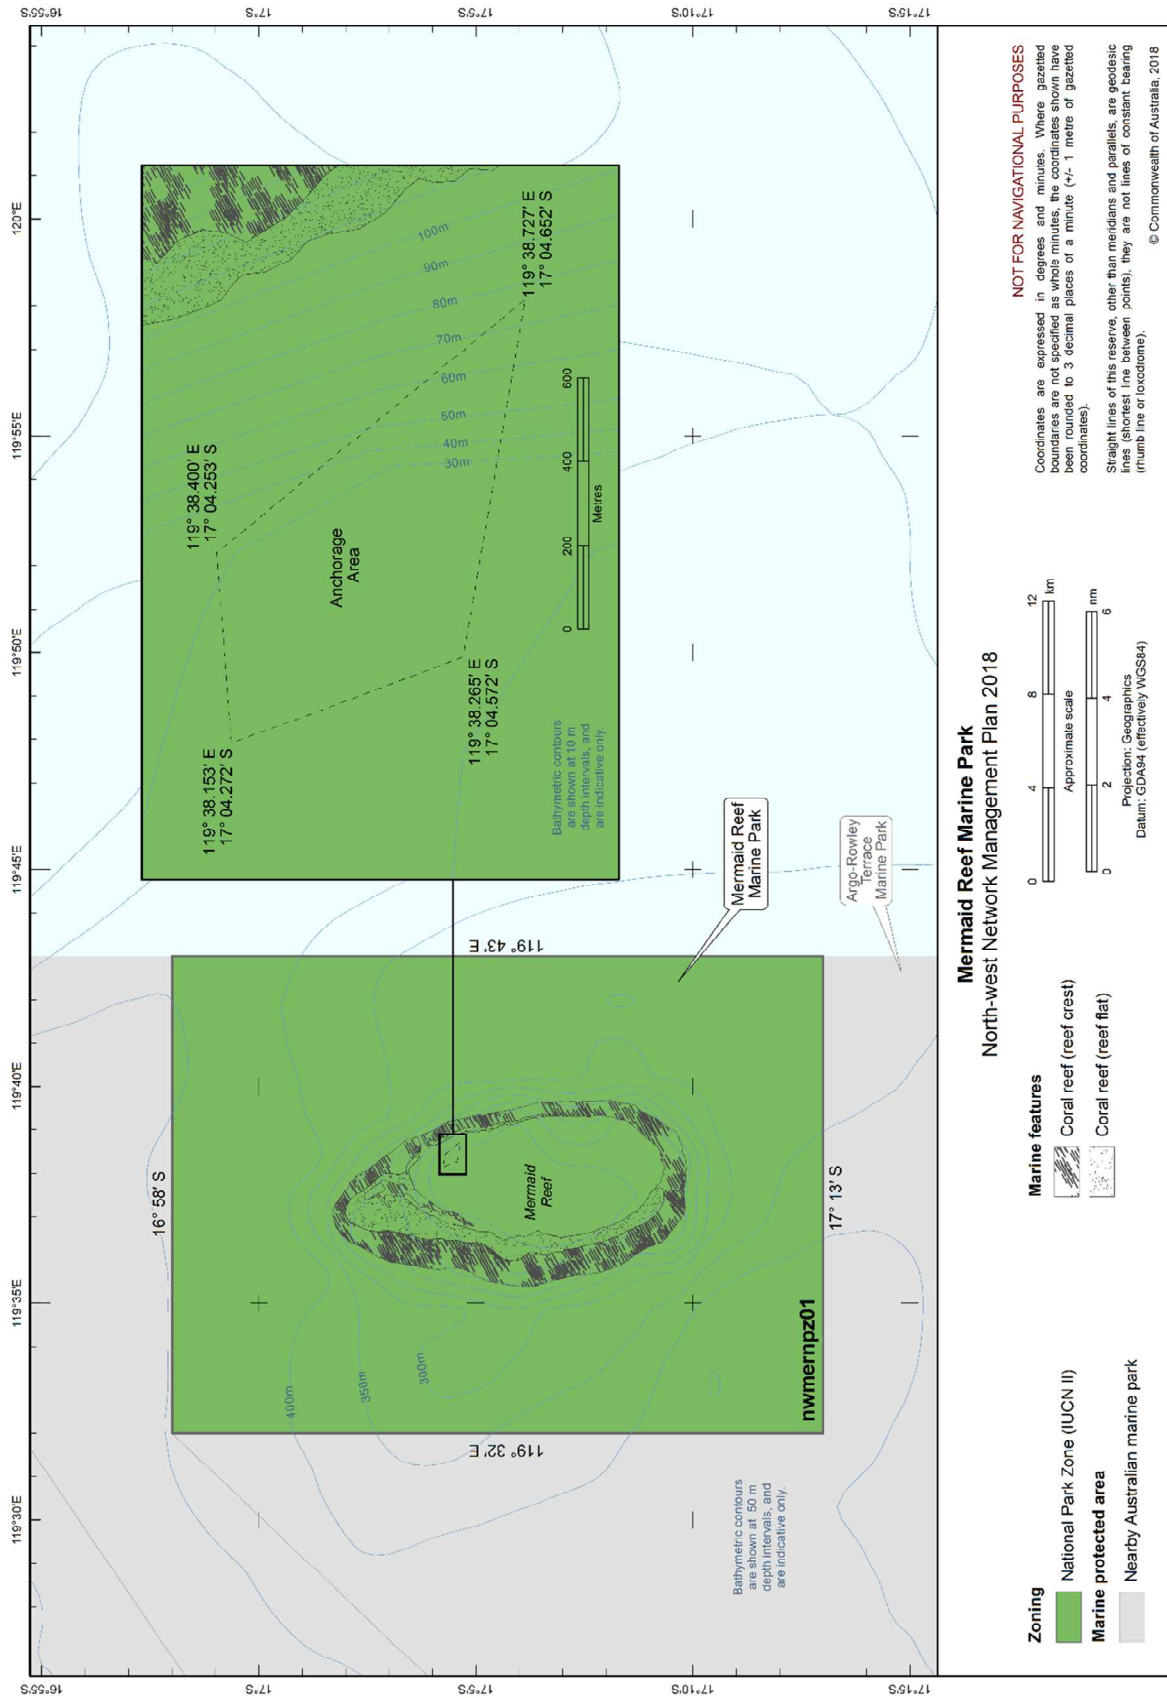 119°30'E
119°35'E
119°40'E
119°45'E
119°50'E
119°55'E
120°E
16°55'S
17°S
17°5'S
17°10'S
17°15'S
16°55'S
17°S
17°5'S
17°10'S
17°15'S
16° 58' S
119° 32' E
119° 43' E
17° 13' S
400m
350m
300m
Mermaid
Reef
nwmernpz01
Bathymetric contours
are shown at 50 m
depth intervals, and
are indicative only.
119° 38.153' E
17° 04.272' S
119° 38.400' E
17° 04.253' S
119° 38.265' E
17° 04.572' S
119° 38.727' E
17° 04.652' S
Anchorage
Area
30m
40m
50m
60m
70m
80m
90m
100m
0
200
400
600
Metres
Bathymetric contours
are shown at 10 m
depth intervals, and
are indicative only.
Mermaid Reef
Marine Park
Argo-Rowley
Terrace
Marine Park
Mermaid Reef Marine Park
North-west Network Management Plan 2018
Zoning
National Park Zone (IUCN II)
Marine protected area
Nearby Australian marine park
Marine features
Coral reef (reef crest)
Coral reef (reef flat)
0
4
8
12
km
Approximate scale
0
2
4
6
nm
Projection: Geographics
Datum: GDA94 (effectively WGS84)
NOT FOR NAVIGATIONAL PURPOSES
Coordinates are expressed in degrees and minutes. Where gazetted
boundaries are not specified as whole minutes, the coordinates shown have
been rounded to 3 decimal places of a minute (+/- 1 metre of gazetted
coordinates).
Straight lines of this reserve, other than meridians and parallels, are geodesic
lines (shortest line between points), they are not lines of constant bearing
(rhumb line or loxodrome).
© Commonwealth of Australia, 2018